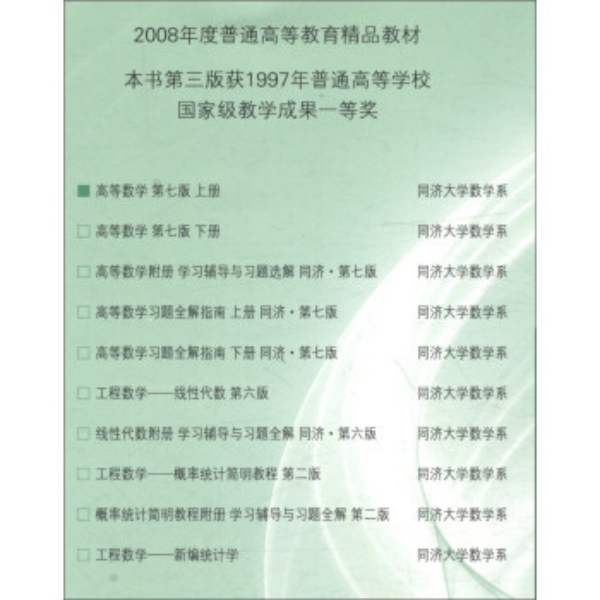 2008年度普通高等教育精品教材
本书第三版获1997年普通高等学校
国家级教学成果一等奖
高等数学 第七版 上册 同济大学数学系
高等数学 第七版 下册 同济大学数学系
高等数学附册 学习辅导与习题选解 同济·第七版 同济大学数学系
高等数学习题全解指南 上册 同济·第七版 同济大学数学系
高等数学习题全解指南 下册 同济·第七版 同济大学数学系
工程数学——线性代数 第六版 同济大学数学系
线性代数附册 学习辅导与习题全解 同济·第六版 同济大学数学系
工程数学——概率统计简明教程 第二版 同济大学数学系
概率统计简明教程附册 学习辅导与习题全解 第二版 同济大学数学系
工程数学——新编统计学 同济大学数学系